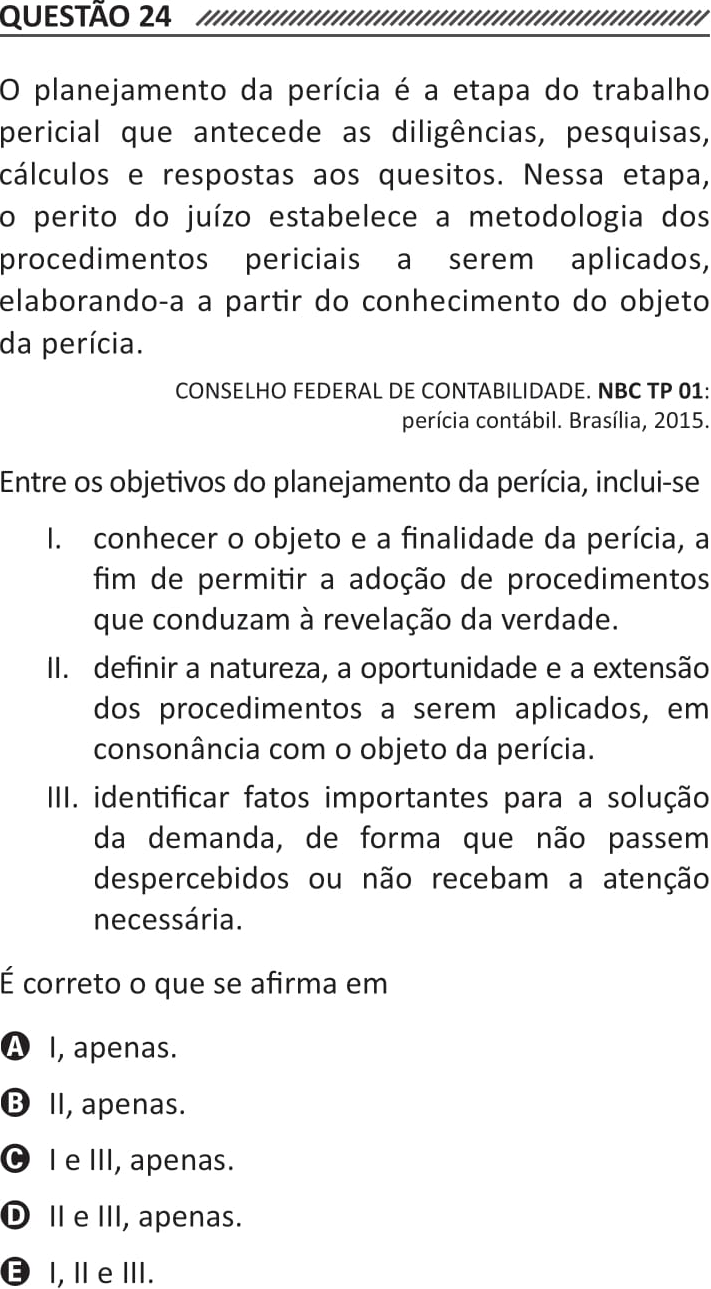 QUESTÃO 24
O planejamento da perícia é a etapa do trabalho
pericial que antecede as diligências, pesquisas,
cálculos e respostas aos quesitos. Nessa etapa,
o perito do juízo estabelece a metodologia dos
procedimentos periciais a serem aplicados,
elaborando-a a partir do conhecimento do objeto
da perícia.
CONSELHO FEDERAL DE CONTABILIDADE. NBC TP 01:
perícia contábil. Brasília, 2015.
Entre os objetivos do planejamento da perícia, inclui-se
I. conhecer o objeto e a finalidade da perícia, a
fim de permitir a adoção de procedimentos
que conduzam à revelação da verdade.
II. definir a natureza, a oportunidade e a extensão
dos procedimentos a serem aplicados, em
consonância com o objeto da perícia.
III. identificar fatos importantes para a solução
da demanda, de forma que não passem
despercebidos ou não recebam a atenção
necessária.
É correto o que se afirma em
A I, apenas.
B II, apenas.
C I e III, apenas.
D II e III, apenas.
E I, II e III.